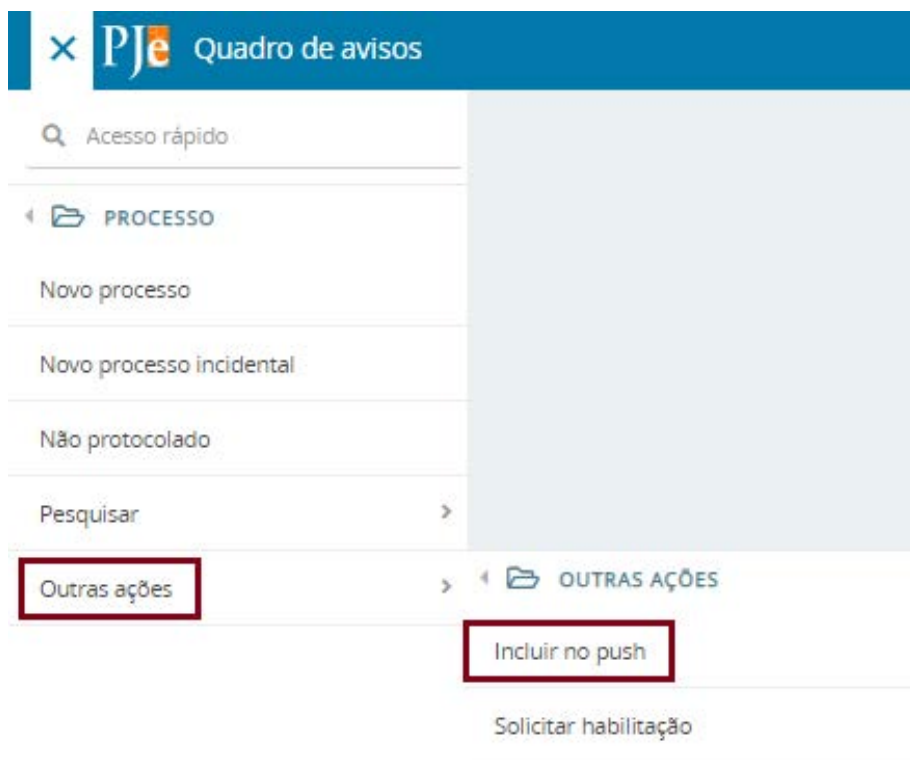 PJe Quadro de avisos
Acesso rápido
PROCESSO
Novo processo
Novo processo incidental
Não protocolado
Pesquisar
Outras ações
OUTRAS AÇÕES
Incluir no push
Solicitar habilitação